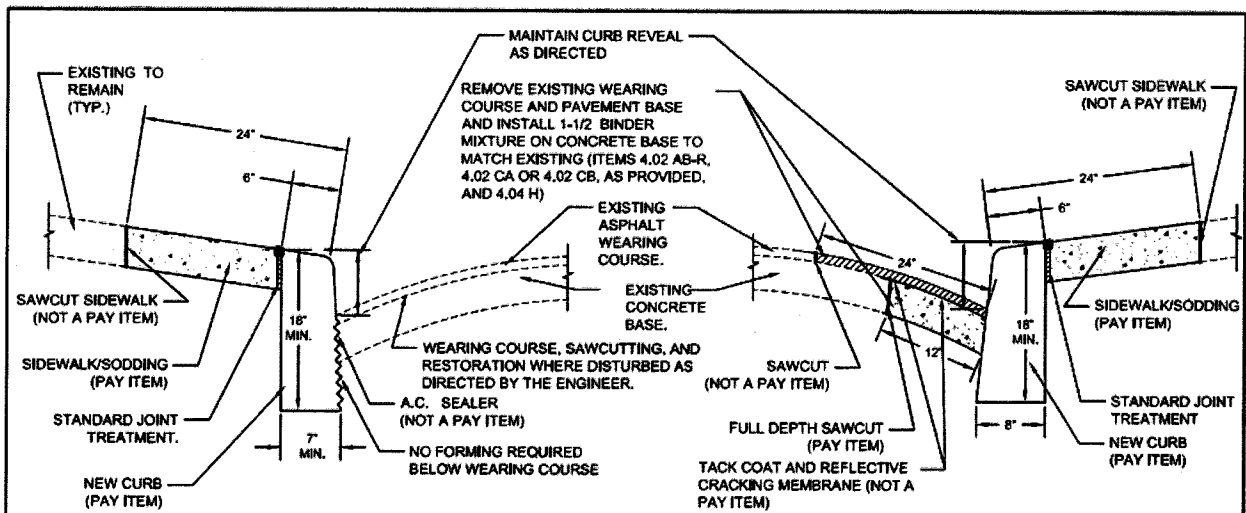 MAINTAIN CURB REVEAL
AS DIRECTED
EXISTING TO
REMAIN
(TYP.)
REMOVE EXISTING WEARING
COURSE AND PAVEMENT BASE
AND INSTALL 1-1/2 BINDER
MIXTURE ON CONCRETE BASE TO
MATCH EXISTING (ITEMS 4.02 AB-R,
4.02 CA OR 4.02 CB, AS PROVIDED,
AND 4.04 H)
SAWCUT SIDEWALK
(NOT A PAY ITEM)
24"
6"
24"
6"
EXISTING
ASPHALT
WEARING
COURSE.
24"
EXISTING
CONCRETE
BASE.
SAWCUT SIDEWALK
(NOT A PAY ITEM)
18"
MIN.
18"
MIN.
SIDEWALK/SODDING
(PAY ITEM)
12"
WEARING COURSE, SAWCUTTING, AND
RESTORATION WHERE DISTURBED AS
DIRECTED BY THE ENGINEER.
SAWCUT
(NOT A PAY ITEM)
SIDEWALK/SODDING
(PAY ITEM)
A.C. SEALER
(NOT A PAY ITEM)
STANDARD JOINT
TREATMENT.
STANDARD JOINT
TREATMENT
7"
MIN.
8"
FULL DEPTH SAWCUT
(PAY ITEM)
NO FORMING REQUIRED
BELOW WEARING COURSE
NEW CURB
(PAY ITEM)
TACK COAT AND REFLECTIVE
CRACKING MEMBRANE (NOT A
PAY ITEM)
NEW CURB
(PAY ITEM)